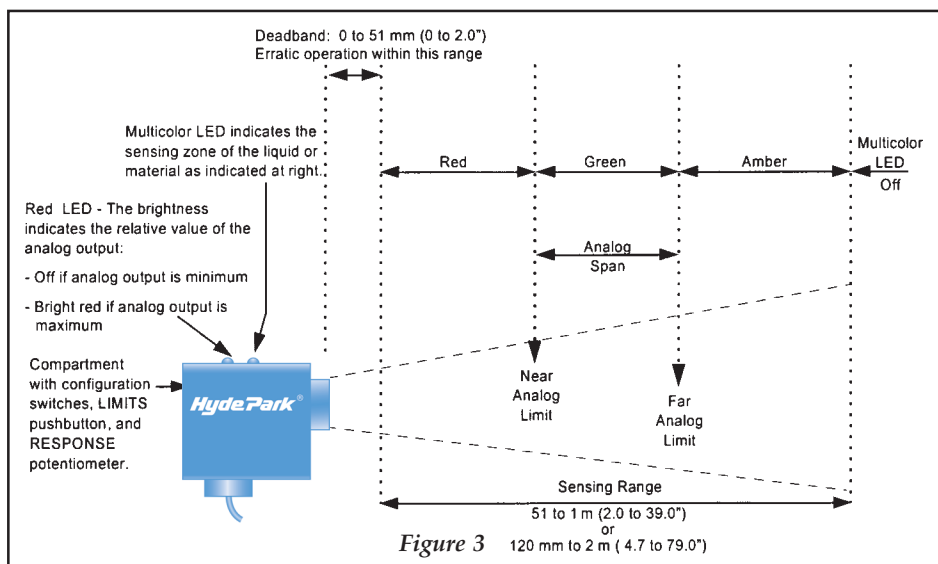 Deadband: 0 to 51 mm (0 to 2.0")
Erratic operation within this range
Multicolor LED indicates the
sensing zone of the liquid or
material as indicated at right.
Red
Green
Amber
Multicolor
LED
Off
Red LED - The brightness
indicates the relative value of the
analog output:
- Off if analog output is minimum
- Bright red if analog output is
maximum
Analog
Span
Compartment
with configuration
switches, LIMITS
pushbutton, and
RESPONSE
potentiometer.
HydePark®
Near
Analog
Limit
Far
Analog
Limit
Sensing Range
51 to 1 m (2.0 to 39.0")
or
120 mm to 2 m ( 4.7 to 79.0")
Figure 3